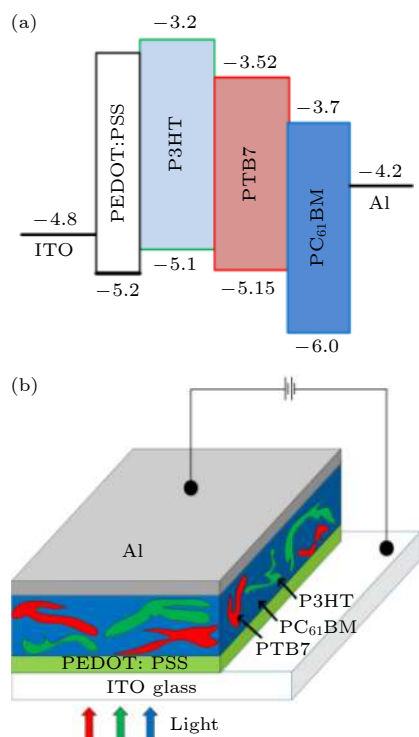 (a)
−3.2
−3.52
−3.7
−4.2
Al
−4.8
ITO
PEDOT:PSS
P3HT
PTB7
PC₆₁BM
−5.2
−5.1
−5.15
−6.0
(b)
Al
P3HT
PC₆₁BM
PTB7
PEDOT: PSS
ITO glass
Light